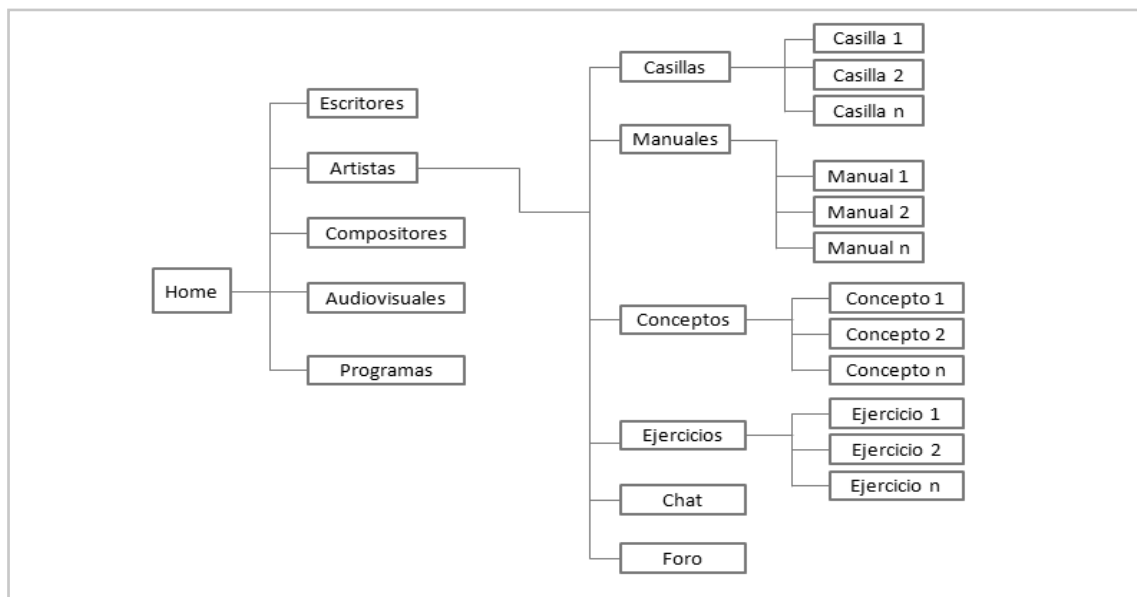 Home
Escritores
Artistas
Compositores
Audiovisuales
Programas
Casillas
Casilla 1
Casilla 2
Casilla n
Manuales
Manual 1
Manual 2
Manual n
Conceptos
Concepto 1
Concepto 2
Concepto n
Ejercicios
Ejercicio 1
Ejercicio 2
Ejercicio n
Chat
Foro